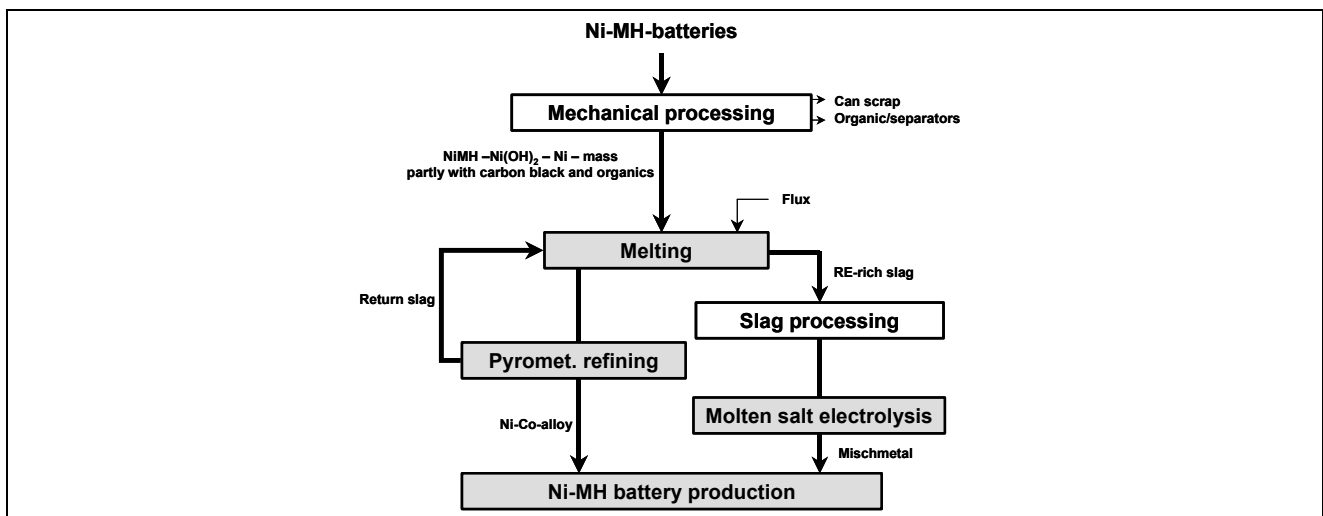 Ni-MH-batteries
Mechanical processing
Can scrap
Organic/separators
NiMH –Ni(OH)₂ – Ni – mass
partly with carbon black and organics
Flux
Melting
RE-rich slag
Return slag
Slag processing
Pyromet. refining
Molten salt electrolysis
Ni-Co-alloy
Mischmetal
Ni-MH battery production